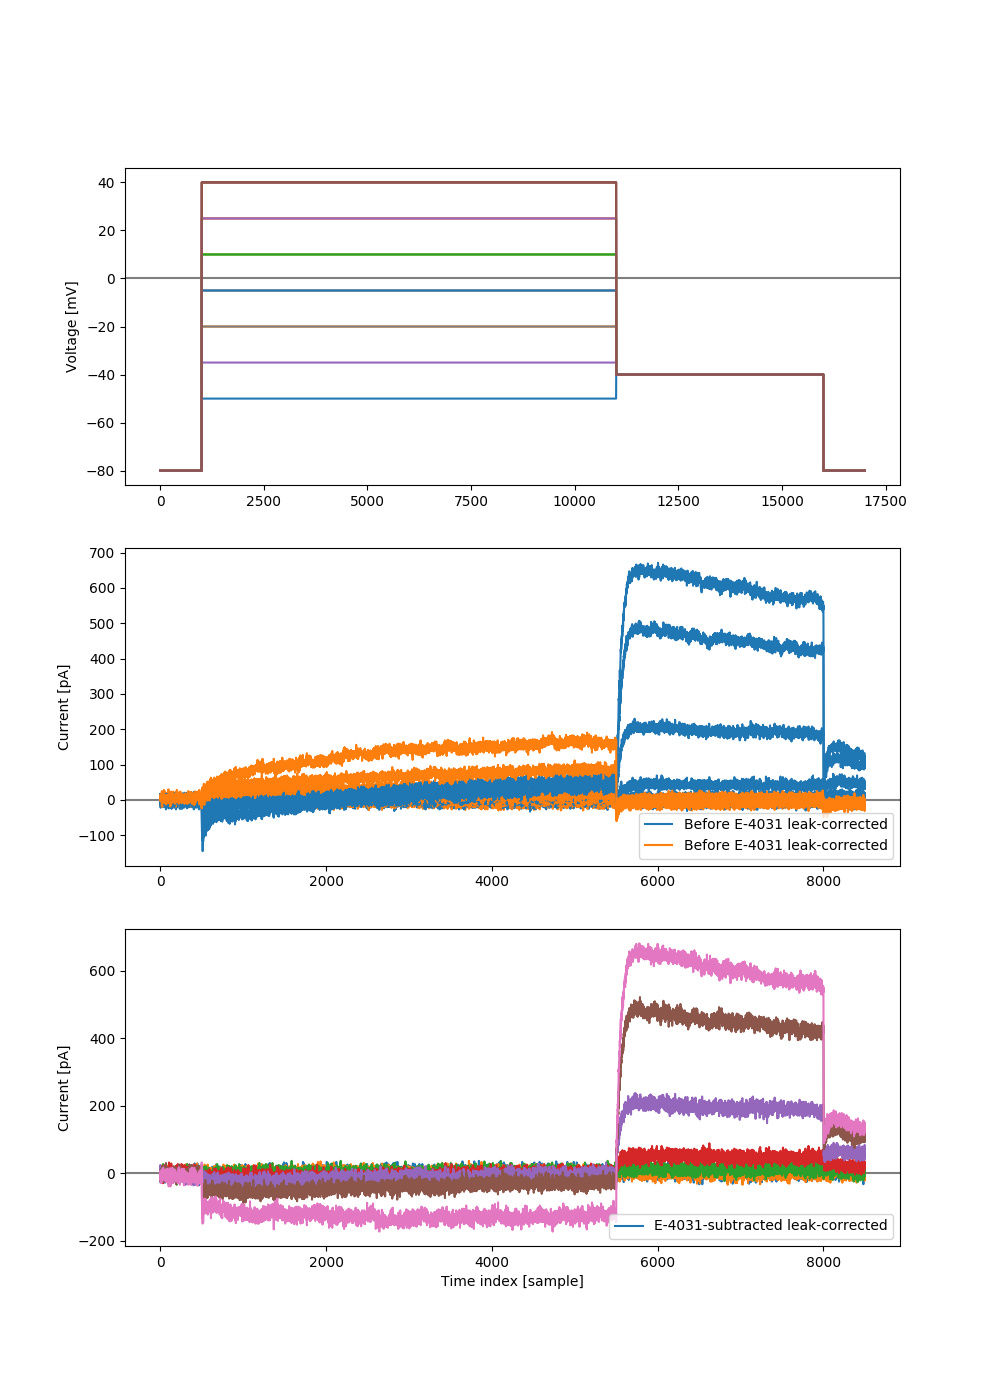 40
20
0
−20
−40
−60
−80
Voltage [mV]
0 2500 5000 7500 10000 12500 15000 17500
700
600
500
400
300
200
100
0
−100
Current [pA]
Before E-4031 leak-corrected
Before E-4031 leak-corrected
0 2000 4000 6000 8000
600
400
200
0
−200
Current [pA]
E-4031-subtracted leak-corrected
0 2000 4000 6000 8000
Time index [sample]